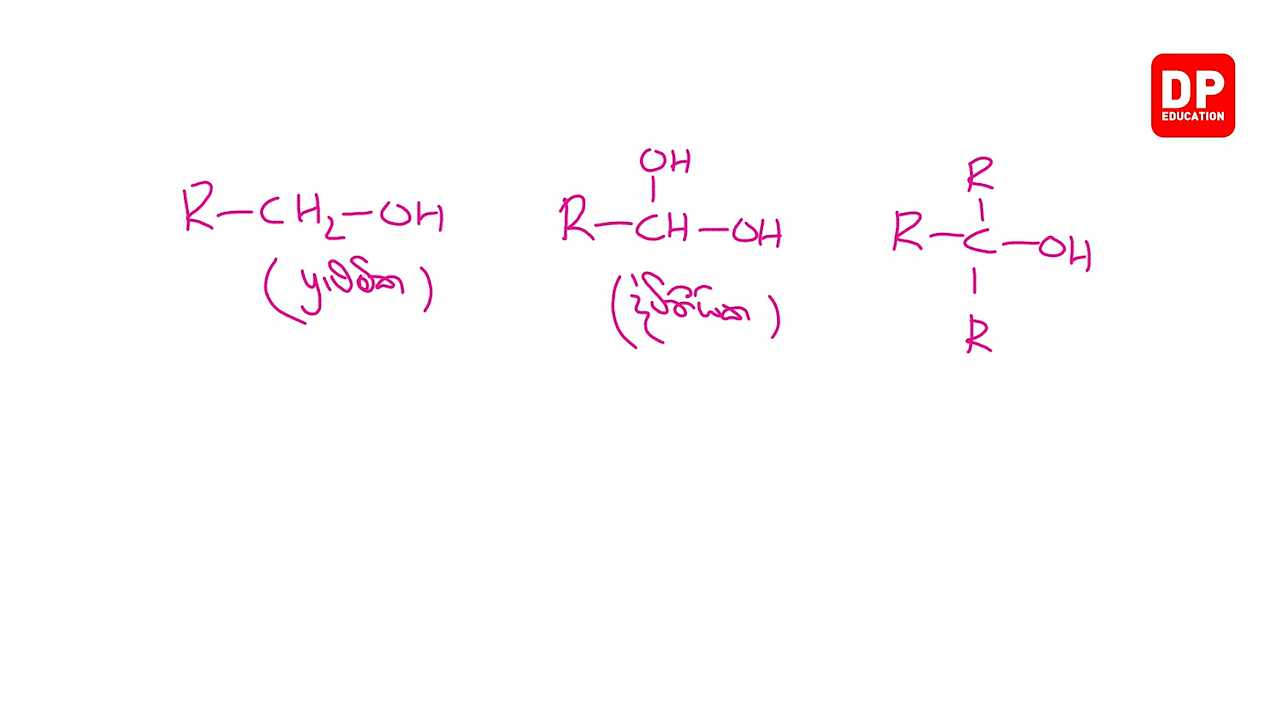 DP
EDUCATION
R-CH₂-OH
(ප්‍රාථමික)
OH
|
R-CH-OH
(ද්විතීයික)
R
|
R-C-OH
|
R